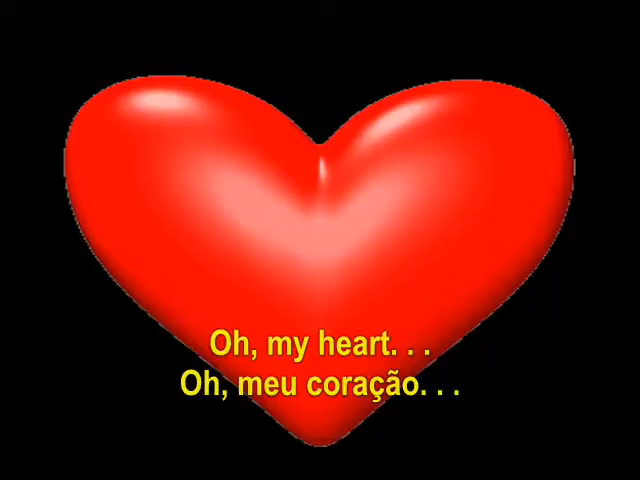 Oh, my heart. . .
Oh, meu coração. . .